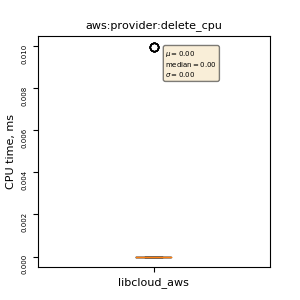 aws:provider:delete_cpu
0.010
μ = 0.00
median = 0.00
σ = 0.00
0.008
0.006
0.004
0.002
0.000
CPU time, ms
libcloud_aws